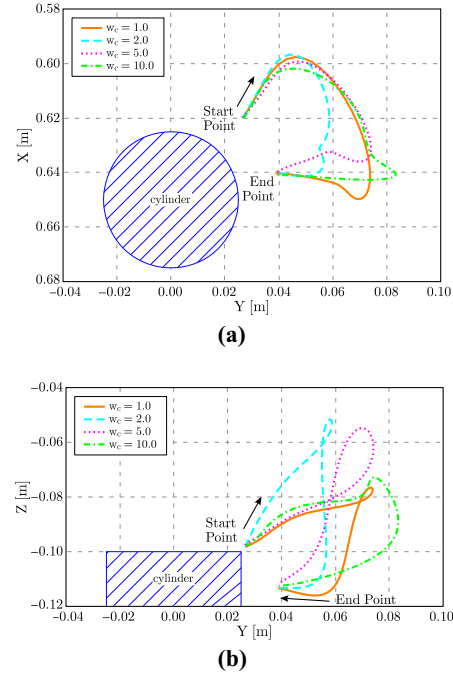 0.58
0.60
0.62
0.64
0.66
0.68
X [m]
w_c = 1.0
w_c = 2.0
w_c = 5.0
w_c = 10.0
Start
Point
End
Point
cylinder
−0.04
−0.02
0.00
0.02
0.04
0.06
0.08
0.10
Y [m]
(a)
−0.04
−0.06
−0.08
−0.10
−0.12
Z [m]
w_c = 1.0
w_c = 2.0
w_c = 5.0
w_c = 10.0
Start
Point
cylinder
End Point
−0.04
−0.02
0.00
0.02
0.04
0.06
0.08
0.10
Y [m]
(b)